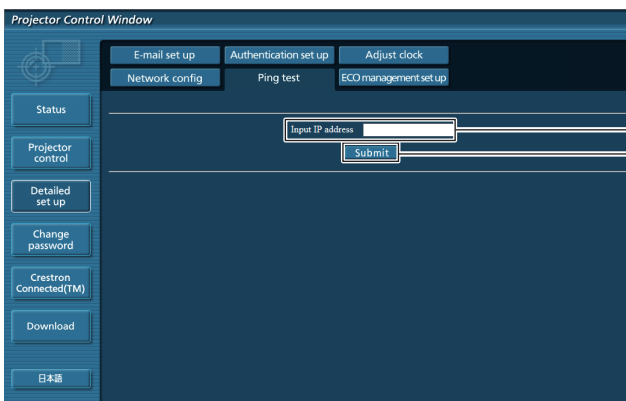 Projector Control Window
E-mail set up
Authentication set up
Adjust clock
Network config
Ping test
ECO management set up
Status
Projector
control
Detailed
set up
Change
password
Crestron
Connected(TM)
Download
日本語
Input IP address
Submit